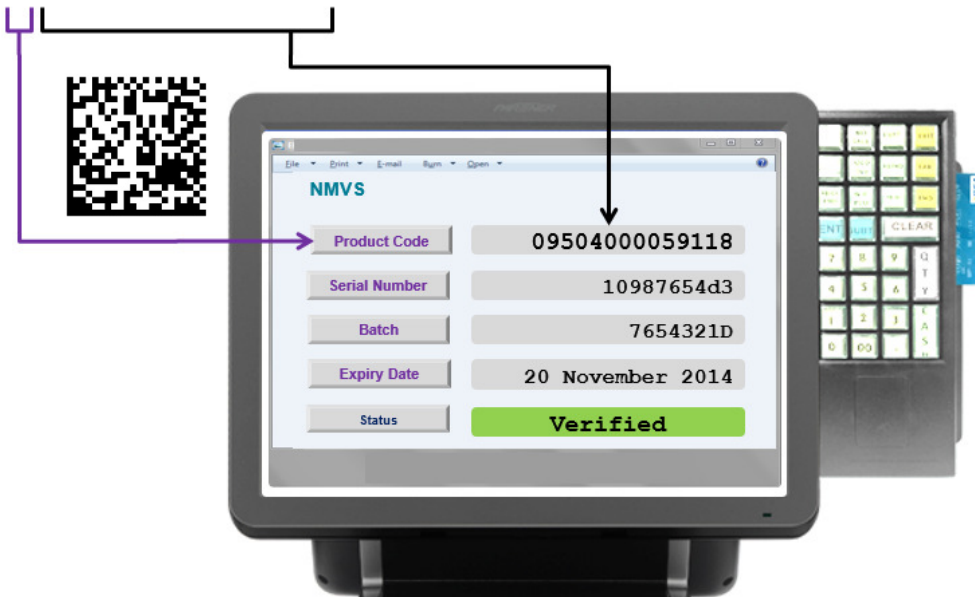 File Print E-mail Burn Open
NMVS
Product Code 09504000059118
Serial Number 10987654d3
Batch 7654321D
Expiry Date 20 November 2014
Status Verified
CLEAR
7 8 9 Q
4 5 6 T
1 2 3 Y
0 00 .
CASH